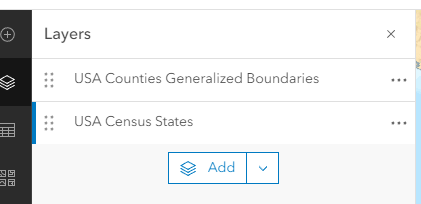 Layers
USA Counties Generalized Boundaries
USA Census States
Add